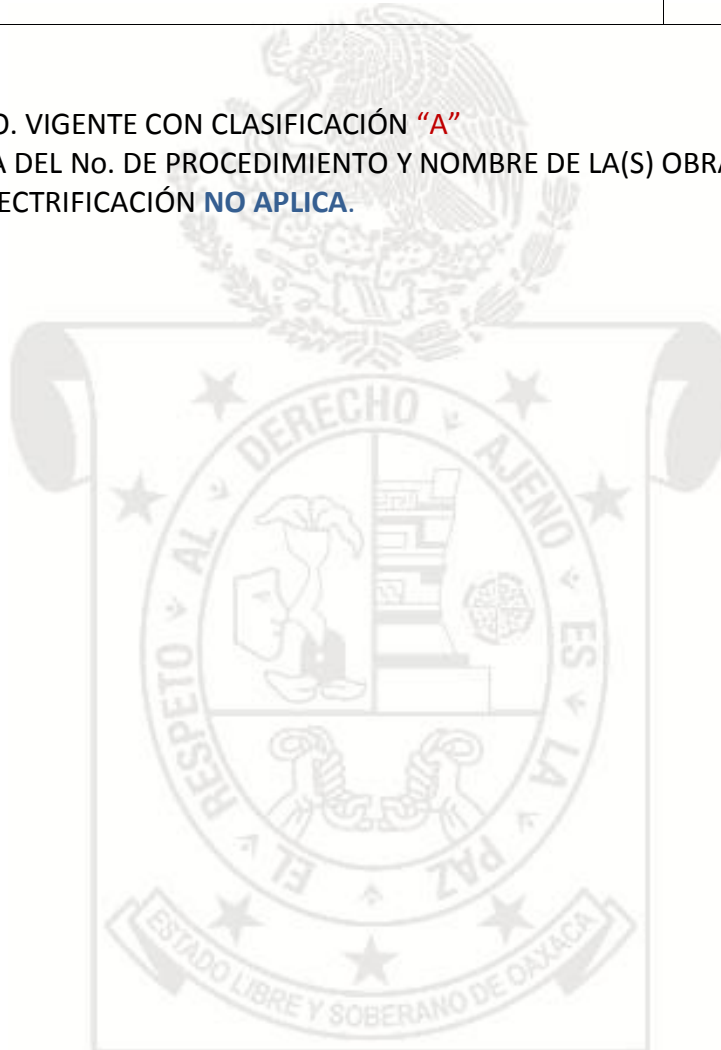 O. VIGENTE CON CLASIFICACIÓN “A”
A DEL No. DE PROCEDIMIENTO Y NOMBRE DE LA(S) OBRA
ECTRIFICACIÓN NO APLICA.
EL RESPETO AL DERECHO AJENO ES LA PAZ
ESTADO LIBRE Y SOBERANO DE OAXACA